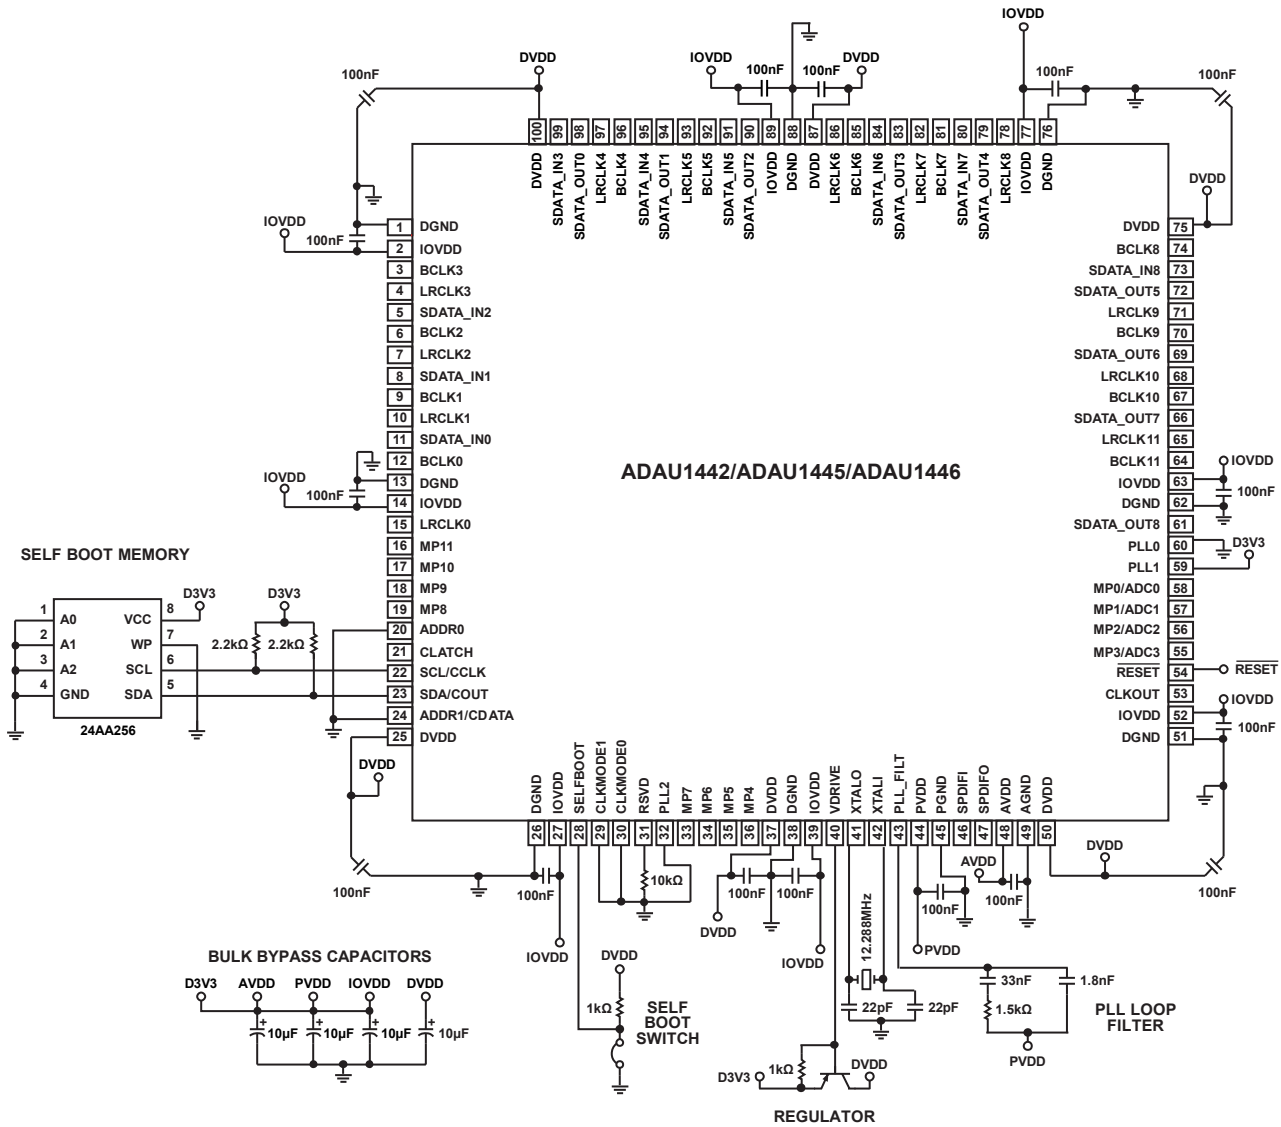 IOVDD
DVDD
IOVDD
100nF
100nF
DVDD
100nF
100nF
100nF
100 99 98 97 96 95 94 93 92 91 90 89 88 87 86 85 84 83 82 81 80 79 78 77 76
DVDD
SDATA_IN3
SDATA_OUT0
LRCLK4
BCLK4
SDATA_IN4
SDATA_OUT1
LRCLK5
BCLK5
SDATA_IN5
SDATA_OUT2
IOVDD
DGND
DVDD
LRCLK6
BCLK6
SDATA_IN6
SDATA_OUT3
LRCLK7
BCLK7
SDATA_IN7
SDATA_OUT4
LRCLK8
IOVDD
DGND
IOVDD
100nF
1 DGND
2 IOVDD
3 BCLK3
4 LRCLK3
5 SDATA_IN2
6 BCLK2
7 LRCLK2
8 SDATA_IN1
9 BCLK1
10 LRCLK1
11 SDATA_IN0
12 BCLK0
13 DGND
14 IOVDD
15 LRCLK0
16 MP11
17 MP10
18 MP9
19 MP8
20 ADDR0
21 CLATCH
22 SCL/CCLK
23 SDA/COUT
24 ADDR1/CDATA
25 DVDD
IOVDD
100nF
ADAU1442/ADAU1445/ADAU1446
DVDD
DVDD 75
BCLK8 74
SDATA_IN8 73
SDATA_OUT5 72
LRCLK9 71
BCLK9 70
SDATA_OUT6 69
LRCLK10 68
BCLK10 67
SDATA_OUT7 66
LRCLK11 65
BCLK11 64
IOVDD 63
DGND 62
SDATA_OUT8 61
PLL0 60
PLL1 59
MP0/ADC0 58
MP1/ADC1 57
MP2/ADC2 56
MP3/ADC3 55
RESET 54
CLKOUT 53
IOVDD 52
DGND 51
IOVDD
100nF
D3V3
RESET
IOVDD
100nF
SELF BOOT MEMORY
D3V3
D3V3
1 A0
2 A1
3 A2
4 GND
VCC 8
WP 7
SCL 6
SDA 5
24AA256
2.2kΩ
2.2kΩ
DVDD
DGND
IOVDD
SELFBOOT
CLKMODE1
CLKMODE0
RSVD
PLL2
MP7
MP6
MP5
MP4
DVDD
DGND
IOVDD
VDRIVE
XTALO
XTALI
PLL_FILT
PVDD
PGND
SPDIFI
SPDIFO
AVDD
AGND
DVDD
26 27 28 29 30 31 32 33 34 35 36 37 38 39 40 41 42 43 44 45 46 47 48 49 50
100nF
100nF
10kΩ
100nF
100nF
100nF
AVDD
100nF
DVDD
100nF
DVDD
IOVDD
IOVDD
12.288MHz
PVDD
BULK BYPASS CAPACITORS
D3V3 AVDD PVDD IOVDD DVDD
+ + + +
10µF 10µF 10µF 10µF
DVDD
1kΩ
SELF
BOOT
SWITCH
22pF
22pF
33nF
1.8nF
1.5kΩ
PVDD
PLL LOOP
FILTER
D3V3
1kΩ
DVDD
REGULATOR